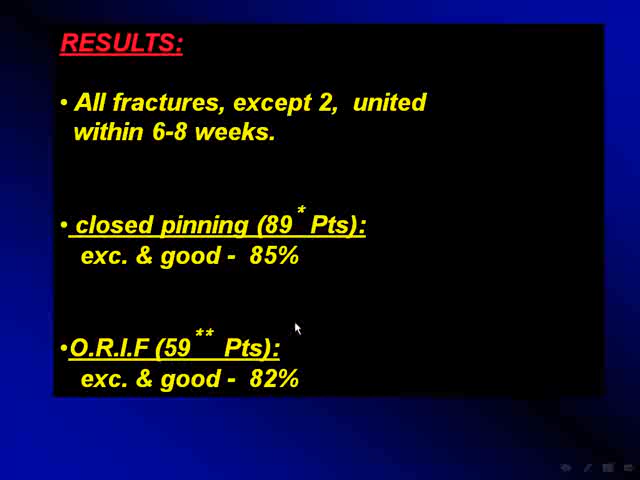 RESULTS:
• All fractures, except 2, united
within 6-8 weeks.
• closed pinning (89* Pts):
exc. & good - 85%
•O.R.I.F (59** Pts):
exc. & good - 82%